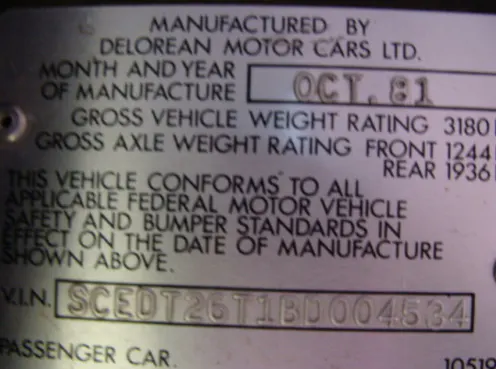 MANUFACTURED BY
DELOREAN MOTOR CARS LTD.
MONTH AND YEAR
OF MANUFACTURE OCT. 81
GROSS VEHICLE WEIGHT RATING 3180
GROSS AXLE WEIGHT RATING FRONT 1244
REAR 1936
THIS VEHICLE CONFORMS TO ALL
APPLICABLE FEDERAL MOTOR VEHICLE
SAFETY AND BUMPER STANDARDS IN
EFFECT ON THE DATE OF MANUFACTURE
SHOWN ABOVE.
V.I.N. SCEDT26T1BD004534
PASSENGER CAR. 10519